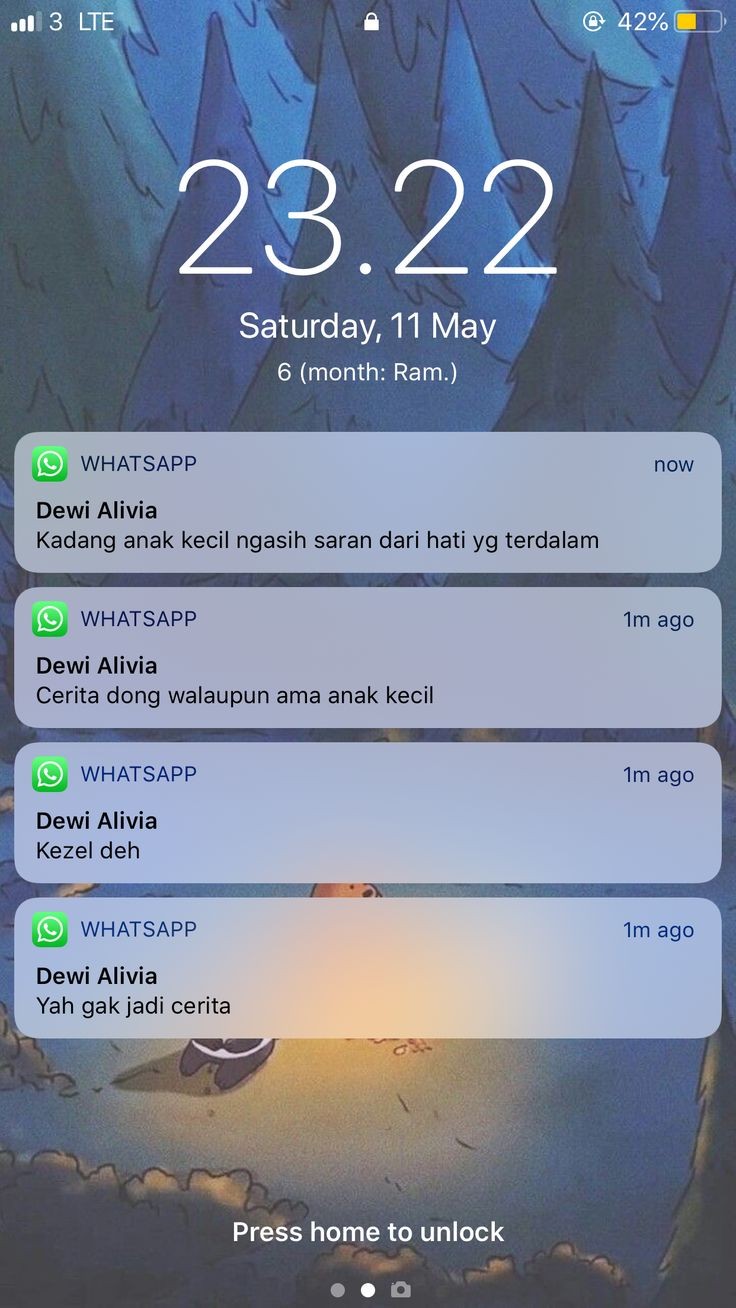 3 LTE 42%
23.22
Saturday, 11 May
6 (month: Ram.)
WHATSAPP now
Dewi Alivia
Kadang anak kecil ngasih saran dari hati yg terdalam
WHATSAPP 1m ago
Dewi Alivia
Cerita dong walaupun ama anak kecil
WHATSAPP 1m ago
Dewi Alivia
Kezel deh
WHATSAPP 1m ago
Dewi Alivia
Yah gak jadi cerita
Press home to unlock